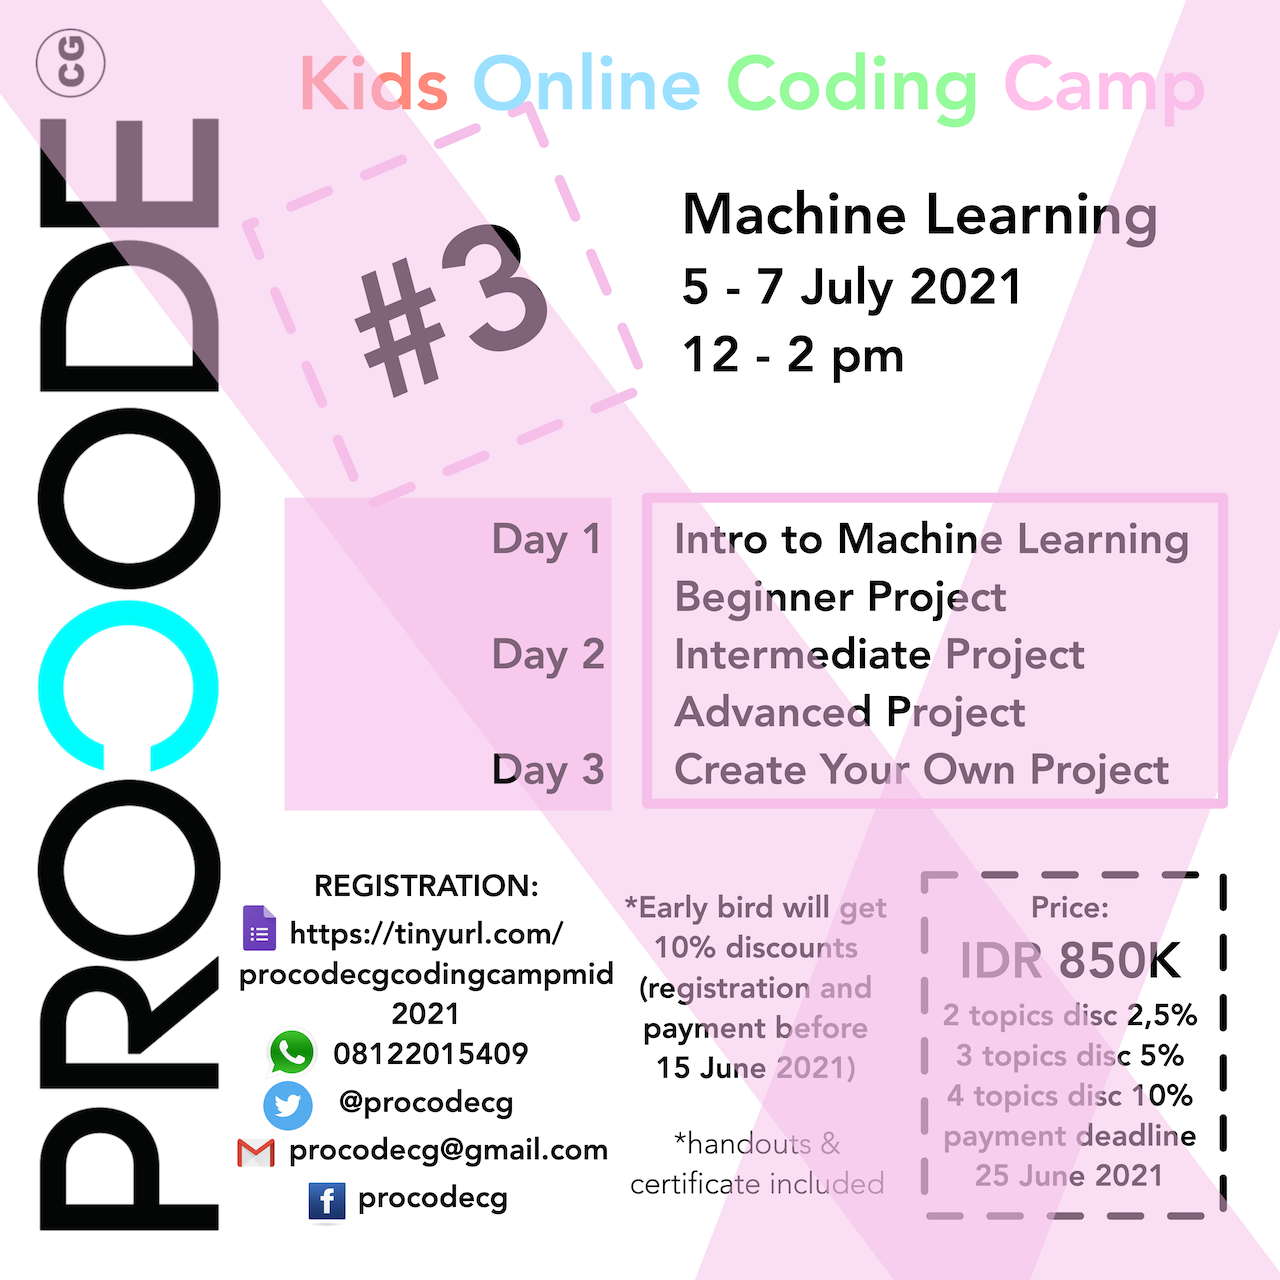 CG
PROCODE
Kids Online Coding Camp
#3
Machine Learning
5 - 7 July 2021
12 - 2 pm
Day 1 Intro to Machine Learning
Beginner Project
Day 2 Intermediate Project
Advanced Project
Day 3 Create Your Own Project
REGISTRATION:
https://tinyurl.com/
procodecgcodingcampmid
2021
08122015409
@procodecg
procodecg@gmail.com
procodecg
*Early bird will get
10% discounts
(registration and
payment before
15 June 2021)
*handouts &
certificate included
Price:
IDR 850K
2 topics disc 2,5%
3 topics disc 5%
4 topics disc 10%
payment deadline
25 June 2021